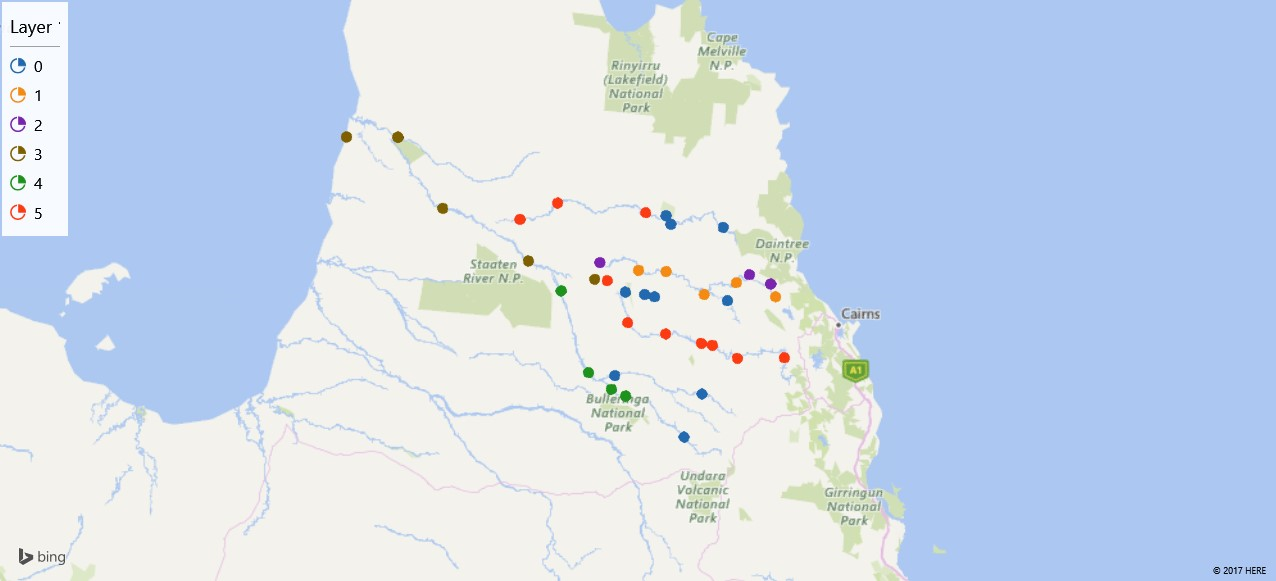 Layer
0
1
2
3
4
5
Cape
Melville
N.P.
Rinyirru
(Lakefield)
National
Park
Daintree
N.P.
Staaten
River N.P.
Cairns
A1
Bulleringa
National
Park
Undara
Volcanic
National
Park
Girringun
National
Park
bing
© 2017 HERE